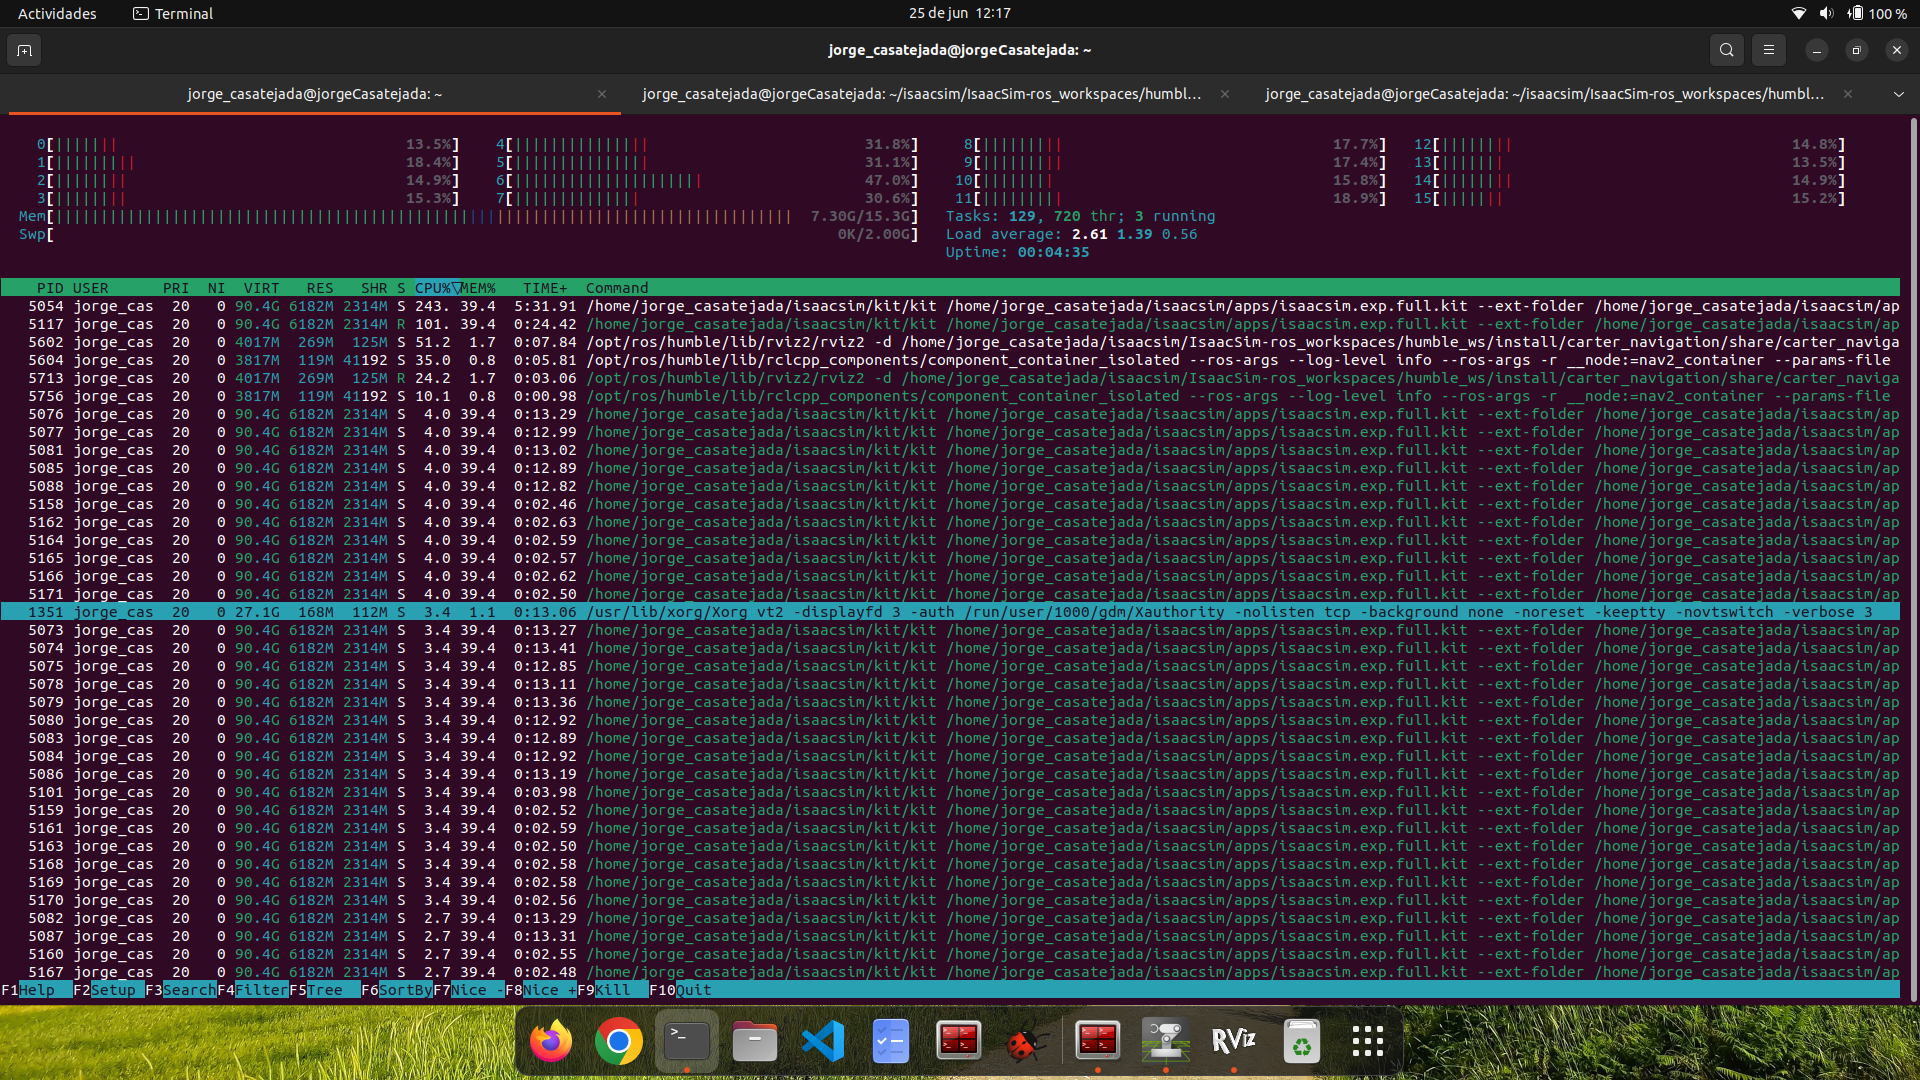 Actividades Terminal 25 de jun 12:17 100 %
jorge_casatejada@jorgeCasatejada: ~
jorge_casatejada@jorgeCasatejada: ~ × jorge_casatejada@jorgeCasatejada: ~/isaacsim/IsaacSim-ros_workspaces/humbl... × jorge_casatejada@jorgeCasatejada: ~/isaacsim/IsaacSim-ros_workspaces/humbl... ×
0[ 13.5%] 4[ 31.8%] 8[ 17.7%] 12[ 14.8%]
1[ 18.4%] 5[ 31.1%] 9[ 17.4%] 13[ 13.5%]
2[ 14.9%] 6[ 47.0%] 10[ 15.8%] 14[ 14.9%]
3[ 15.3%] 7[ 30.6%] 11[ 18.9%] 15[ 15.2%]
Mem[ 7.30G/15.3G] Tasks: 129, 720 thr; 3 running
Swp[ 0K/2.00G] Load average: 2.61 1.39 0.56
Uptime: 00:04:35
PID USER PRI NI VIRT RES SHR S CPU%▽MEM% TIME+ Command
5054 jorge_cas 20 0 90.4G 6182M 2314M S 243. 39.4 5:31.91 /home/jorge_casatejada/isaacsim/kit/kit /home/jorge_casatejada/isaacsim/apps/isaacsim.exp.full.kit --ext-folder /home/jorge_casatejada/isaacsim/ap
5117 jorge_cas 20 0 90.4G 6182M 2314M R 101. 39.4 0:24.42 /home/jorge_casatejada/isaacsim/kit/kit /home/jorge_casatejada/isaacsim/apps/isaacsim.exp.full.kit --ext-folder /home/jorge_casatejada/isaacsim/ap
5602 jorge_cas 20 0 4017M 269M 125M S 51.2 1.7 0:07.84 /opt/ros/humble/lib/rviz2/rviz2 -d /home/jorge_casatejada/isaacsim/IsaacSim-ros_workspaces/humble_ws/install/carter_navigation/share/carter_naviga
5604 jorge_cas 20 0 3817M 119M 41192 S 35.0 0.8 0:05.81 /opt/ros/humble/lib/rclcpp_components/component_container_isolated --ros-args --log-level info --ros-args -r __node:=nav2_container --params-file
5713 jorge_cas 20 0 4017M 269M 125M R 24.2 1.7 0:03.06 /opt/ros/humble/lib/rviz2/rviz2 -d /home/jorge_casatejada/isaacsim/IsaacSim-ros_workspaces/humble_ws/install/carter_navigation/share/carter_naviga
5756 jorge_cas 20 0 3817M 119M 41192 S 10.1 0.8 0:00.98 /opt/ros/humble/lib/rclcpp_components/component_container_isolated --ros-args --log-level info --ros-args -r __node:=nav2_container --params-file
5076 jorge_cas 20 0 90.4G 6182M 2314M S 4.0 39.4 0:13.29 /home/jorge_casatejada/isaacsim/kit/kit /home/jorge_casatejada/isaacsim/apps/isaacsim.exp.full.kit --ext-folder /home/jorge_casatejada/isaacsim/ap
5077 jorge_cas 20 0 90.4G 6182M 2314M S 4.0 39.4 0:12.99 /home/jorge_casatejada/isaacsim/kit/kit /home/jorge_casatejada/isaacsim/apps/isaacsim.exp.full.kit --ext-folder /home/jorge_casatejada/isaacsim/ap
5081 jorge_cas 20 0 90.4G 6182M 2314M S 4.0 39.4 0:13.02 /home/jorge_casatejada/isaacsim/kit/kit /home/jorge_casatejada/isaacsim/apps/isaacsim.exp.full.kit --ext-folder /home/jorge_casatejada/isaacsim/ap
5085 jorge_cas 20 0 90.4G 6182M 2314M S 4.0 39.4 0:12.89 /home/jorge_casatejada/isaacsim/kit/kit /home/jorge_casatejada/isaacsim/apps/isaacsim.exp.full.kit --ext-folder /home/jorge_casatejada/isaacsim/ap
5088 jorge_cas 20 0 90.4G 6182M 2314M S 4.0 39.4 0:12.82 /home/jorge_casatejada/isaacsim/kit/kit /home/jorge_casatejada/isaacsim/apps/isaacsim.exp.full.kit --ext-folder /home/jorge_casatejada/isaacsim/ap
5158 jorge_cas 20 0 90.4G 6182M 2314M S 4.0 39.4 0:02.46 /home/jorge_casatejada/isaacsim/kit/kit /home/jorge_casatejada/isaacsim/apps/isaacsim.exp.full.kit --ext-folder /home/jorge_casatejada/isaacsim/ap
5162 jorge_cas 20 0 90.4G 6182M 2314M S 4.0 39.4 0:02.63 /home/jorge_casatejada/isaacsim/kit/kit /home/jorge_casatejada/isaacsim/apps/isaacsim.exp.full.kit --ext-folder /home/jorge_casatejada/isaacsim/ap
5164 jorge_cas 20 0 90.4G 6182M 2314M S 4.0 39.4 0:02.59 /home/jorge_casatejada/isaacsim/kit/kit /home/jorge_casatejada/isaacsim/apps/isaacsim.exp.full.kit --ext-folder /home/jorge_casatejada/isaacsim/ap
5165 jorge_cas 20 0 90.4G 6182M 2314M S 4.0 39.4 0:02.57 /home/jorge_casatejada/isaacsim/kit/kit /home/jorge_casatejada/isaacsim/apps/isaacsim.exp.full.kit --ext-folder /home/jorge_casatejada/isaacsim/ap
5166 jorge_cas 20 0 90.4G 6182M 2314M S 4.0 39.4 0:02.62 /home/jorge_casatejada/isaacsim/kit/kit /home/jorge_casatejada/isaacsim/apps/isaacsim.exp.full.kit --ext-folder /home/jorge_casatejada/isaacsim/ap
5171 jorge_cas 20 0 90.4G 6182M 2314M S 4.0 39.4 0:02.50 /home/jorge_casatejada/isaacsim/kit/kit /home/jorge_casatejada/isaacsim/apps/isaacsim.exp.full.kit --ext-folder /home/jorge_casatejada/isaacsim/ap
1351 jorge_cas 20 0 27.1G 168M 112M S 3.4 1.1 0:13.06 /usr/lib/xorg/Xorg vt2 -displayfd 3 -auth /run/user/1000/gdm/Xauthority -nolisten tcp -background none -noreset -keeptty -novtswitch -verbose 3
5073 jorge_cas 20 0 90.4G 6182M 2314M S 3.4 39.4 0:13.27 /home/jorge_casatejada/isaacsim/kit/kit /home/jorge_casatejada/isaacsim/apps/isaacsim.exp.full.kit --ext-folder /home/jorge_casatejada/isaacsim/ap
5074 jorge_cas 20 0 90.4G 6182M 2314M S 3.4 39.4 0:13.41 /home/jorge_casatejada/isaacsim/kit/kit /home/jorge_casatejada/isaacsim/apps/isaacsim.exp.full.kit --ext-folder /home/jorge_casatejada/isaacsim/ap
5075 jorge_cas 20 0 90.4G 6182M 2314M S 3.4 39.4 0:12.85 /home/jorge_casatejada/isaacsim/kit/kit /home/jorge_casatejada/isaacsim/apps/isaacsim.exp.full.kit --ext-folder /home/jorge_casatejada/isaacsim/ap
5078 jorge_cas 20 0 90.4G 6182M 2314M S 3.4 39.4 0:13.11 /home/jorge_casatejada/isaacsim/kit/kit /home/jorge_casatejada/isaacsim/apps/isaacsim.exp.full.kit --ext-folder /home/jorge_casatejada/isaacsim/ap
5079 jorge_cas 20 0 90.4G 6182M 2314M S 3.4 39.4 0:13.36 /home/jorge_casatejada/isaacsim/kit/kit /home/jorge_casatejada/isaacsim/apps/isaacsim.exp.full.kit --ext-folder /home/jorge_casatejada/isaacsim/ap
5080 jorge_cas 20 0 90.4G 6182M 2314M S 3.4 39.4 0:12.92 /home/jorge_casatejada/isaacsim/kit/kit /home/jorge_casatejada/isaacsim/apps/isaacsim.exp.full.kit --ext-folder /home/jorge_casatejada/isaacsim/ap
5083 jorge_cas 20 0 90.4G 6182M 2314M S 3.4 39.4 0:12.89 /home/jorge_casatejada/isaacsim/kit/kit /home/jorge_casatejada/isaacsim/apps/isaacsim.exp.full.kit --ext-folder /home/jorge_casatejada/isaacsim/ap
5084 jorge_cas 20 0 90.4G 6182M 2314M S 3.4 39.4 0:12.92 /home/jorge_casatejada/isaacsim/kit/kit /home/jorge_casatejada/isaacsim/apps/isaacsim.exp.full.kit --ext-folder /home/jorge_casatejada/isaacsim/ap
5086 jorge_cas 20 0 90.4G 6182M 2314M S 3.4 39.4 0:13.19 /home/jorge_casatejada/isaacsim/kit/kit /home/jorge_casatejada/isaacsim/apps/isaacsim.exp.full.kit --ext-folder /home/jorge_casatejada/isaacsim/ap
5101 jorge_cas 20 0 90.4G 6182M 2314M S 3.4 39.4 0:03.98 /home/jorge_casatejada/isaacsim/kit/kit /home/jorge_casatejada/isaacsim/apps/isaacsim.exp.full.kit --ext-folder /home/jorge_casatejada/isaacsim/ap
5159 jorge_cas 20 0 90.4G 6182M 2314M S 3.4 39.4 0:02.52 /home/jorge_casatejada/isaacsim/kit/kit /home/jorge_casatejada/isaacsim/apps/isaacsim.exp.full.kit --ext-folder /home/jorge_casatejada/isaacsim/ap
5161 jorge_cas 20 0 90.4G 6182M 2314M S 3.4 39.4 0:02.59 /home/jorge_casatejada/isaacsim/kit/kit /home/jorge_casatejada/isaacsim/apps/isaacsim.exp.full.kit --ext-folder /home/jorge_casatejada/isaacsim/ap
5163 jorge_cas 20 0 90.4G 6182M 2314M S 3.4 39.4 0:02.50 /home/jorge_casatejada/isaacsim/kit/kit /home/jorge_casatejada/isaacsim/apps/isaacsim.exp.full.kit --ext-folder /home/jorge_casatejada/isaacsim/ap
5168 jorge_cas 20 0 90.4G 6182M 2314M S 3.4 39.4 0:02.58 /home/jorge_casatejada/isaacsim/kit/kit /home/jorge_casatejada/isaacsim/apps/isaacsim.exp.full.kit --ext-folder /home/jorge_casatejada/isaacsim/ap
5169 jorge_cas 20 0 90.4G 6182M 2314M S 3.4 39.4 0:02.58 /home/jorge_casatejada/isaacsim/kit/kit /home/jorge_casatejada/isaacsim/apps/isaacsim.exp.full.kit --ext-folder /home/jorge_casatejada/isaacsim/ap
5170 jorge_cas 20 0 90.4G 6182M 2314M S 3.4 39.4 0:02.56 /home/jorge_casatejada/isaacsim/kit/kit /home/jorge_casatejada/isaacsim/apps/isaacsim.exp.full.kit --ext-folder /home/jorge_casatejada/isaacsim/ap
5082 jorge_cas 20 0 90.4G 6182M 2314M S 2.7 39.4 0:13.29 /home/jorge_casatejada/isaacsim/kit/kit /home/jorge_casatejada/isaacsim/apps/isaacsim.exp.full.kit --ext-folder /home/jorge_casatejada/isaacsim/ap
5087 jorge_cas 20 0 90.4G 6182M 2314M S 2.7 39.4 0:13.31 /home/jorge_casatejada/isaacsim/kit/kit /home/jorge_casatejada/isaacsim/apps/isaacsim.exp.full.kit --ext-folder /home/jorge_casatejada/isaacsim/ap
5160 jorge_cas 20 0 90.4G 6182M 2314M S 2.7 39.4 0:02.55 /home/jorge_casatejada/isaacsim/kit/kit /home/jorge_casatejada/isaacsim/apps/isaacsim.exp.full.kit --ext-folder /home/jorge_casatejada/isaacsim/ap
5167 jorge_cas 20 0 90.4G 6182M 2314M S 2.7 39.4 0:02.48 /home/jorge_casatejada/isaacsim/kit/kit /home/jorge_casatejada/isaacsim/apps/isaacsim.exp.full.kit --ext-folder /home/jorge_casatejada/isaacsim/ap
F1Help F2Setup F3SearchF4FilterF5Tree F6SortByF7Nice -F8Nice +F9Kill F10Quit
RViz